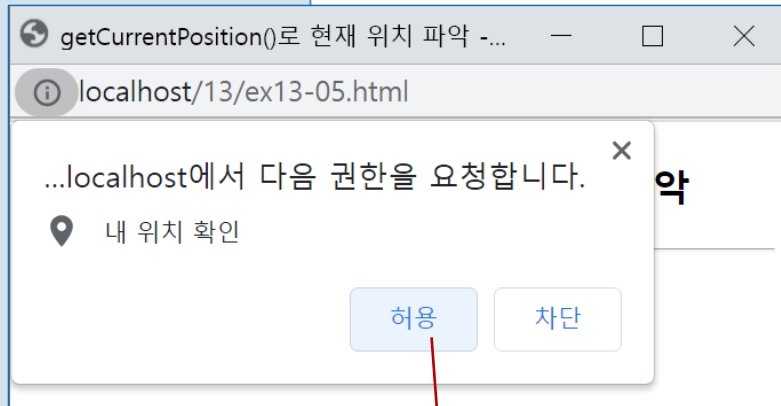 getCurrentPosition()로 현재 위치 파악 -...
localhost/13/ex13-05.html
...localhost에서 다음 권한을 요청합니다.
악
내 위치 확인
허용
차단